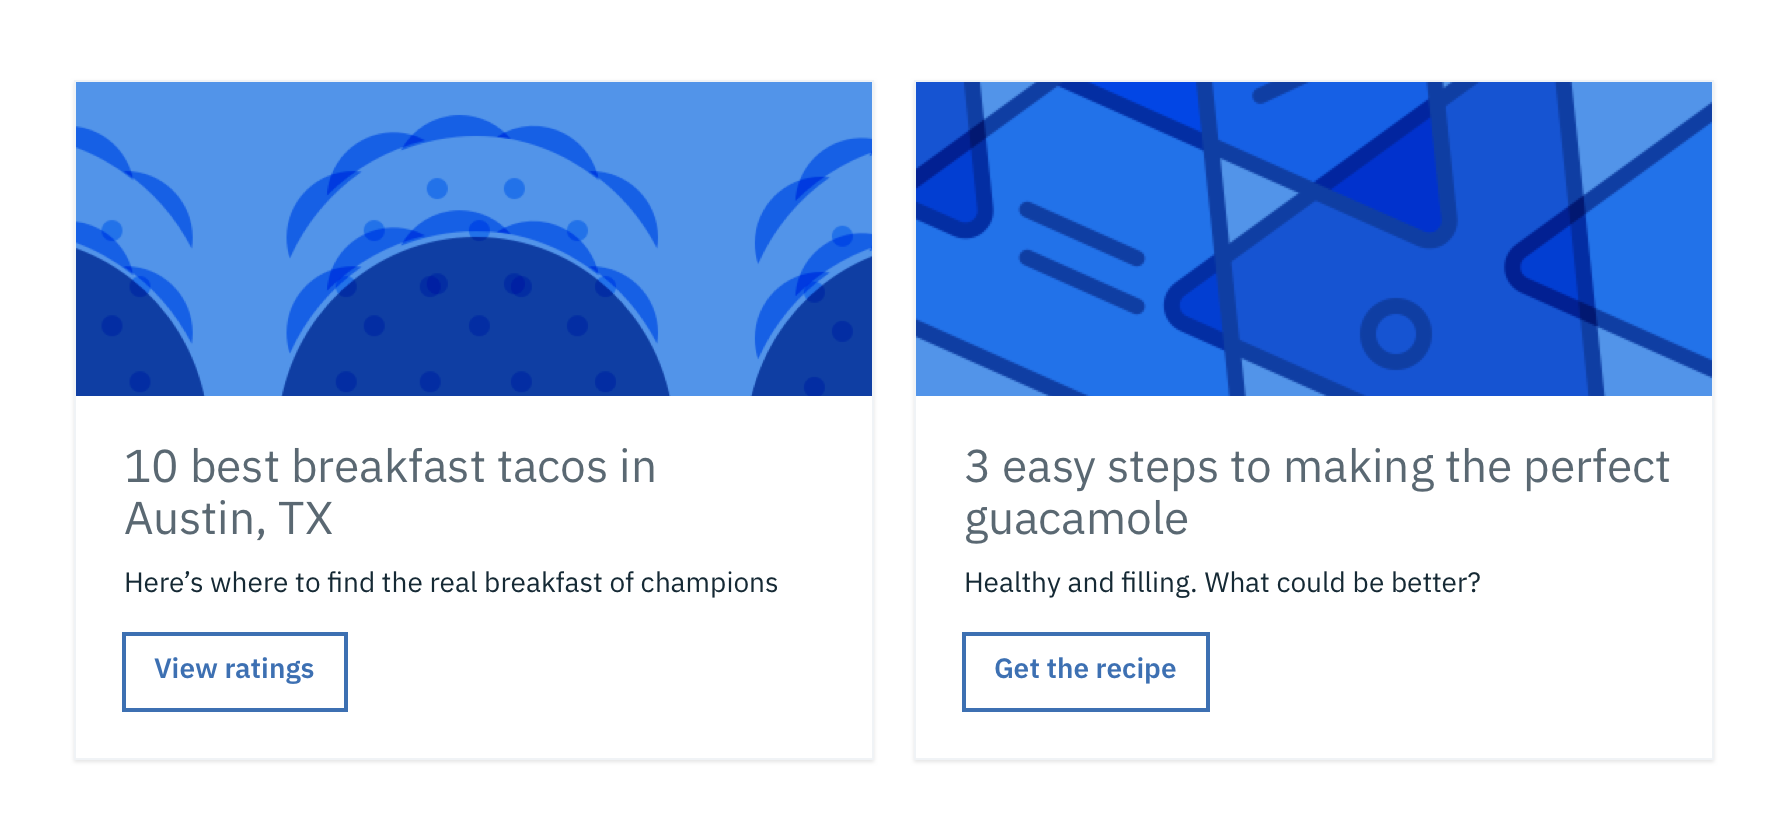 10 best breakfast tacos in
Austin, TX
Here’s where to find the real breakfast of champions
View ratings
3 easy steps to making the perfect
guacamole
Healthy and filling. What could be better?
Get the recipe